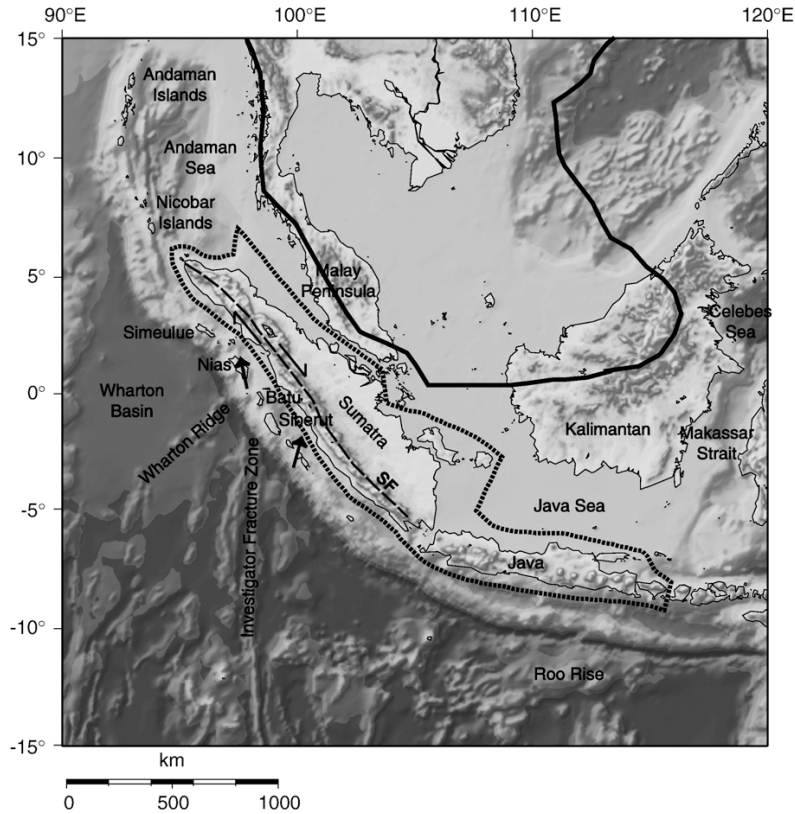 90°E
100°E
110°E
120°E
15°
10°
5°
0°
-5°
-10°
-15°
Andaman
Islands
Andaman
Sea
Nicobar
Islands
Malay
Peninsula
Celebes
Sea
Simeulue
Nias
Wharton
Basin
Batu
Siberut
Sumatra
Kalimantan
Makassar
Strait
Wharton Ridge
Investigator Fracture Zone
SF
Java Sea
Java
Roo Rise
km
0
500
1000